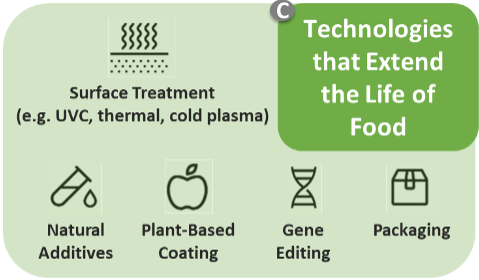 C
Technologies
that Extend
the Life of
Food
Surface Treatment
(e.g. UVC, thermal, cold plasma)
Natural
Additives
Plant-Based
Coating
Gene
Editing
Packaging